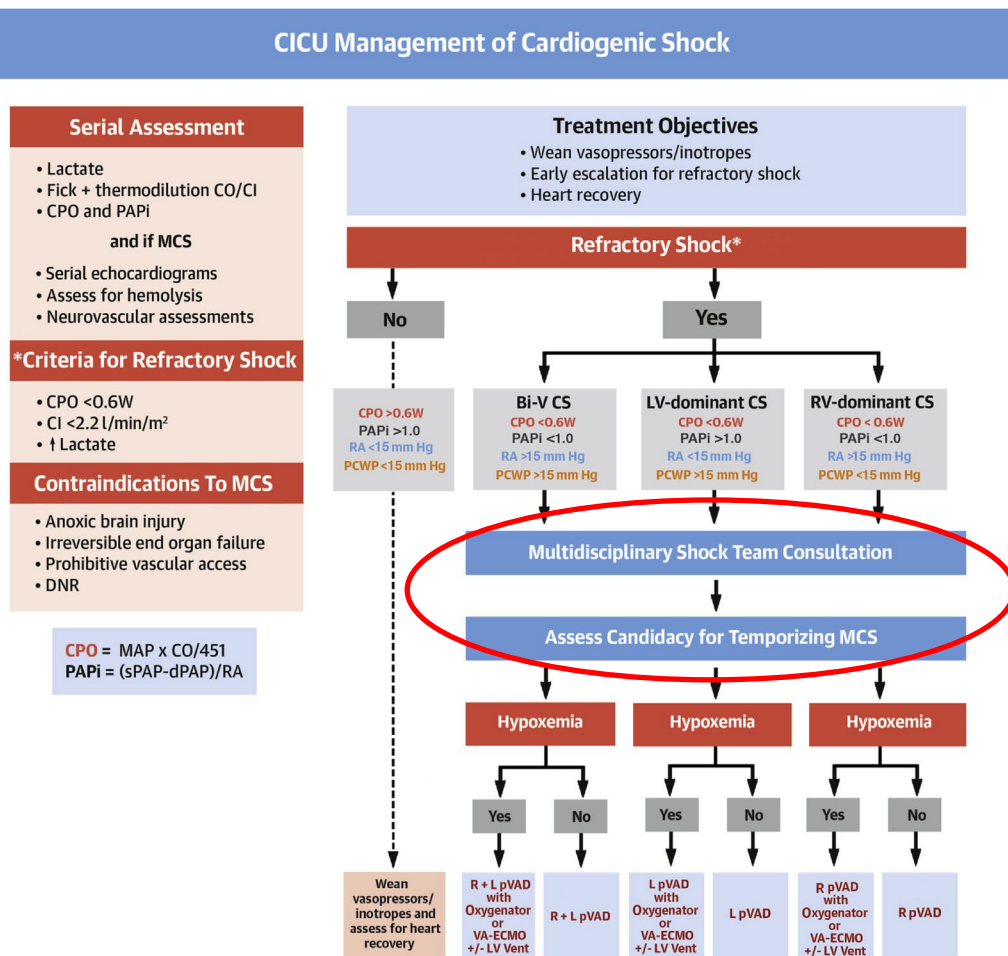 CICU Management of Cardiogenic Shock
Serial Assessment
• Lactate
• Fick + thermodilution CO/CI
• CPO and PAPi
and if MCS
• Serial echocardiograms
• Assess for hemolysis
• Neurovascular assessments
*Criteria for Refractory Shock
• CPO <0.6W
• CI <2.2 l/min/m²
• ↑ Lactate
Contraindications To MCS
• Anoxic brain injury
• Irreversible end organ failure
• Prohibitive vascular access
• DNR
CPO = MAP x CO/451
PAPi = (sPAP-dPAP)/RA
Treatment Objectives
• Wean vasopressors/inotropes
• Early escalation for refractory shock
• Heart recovery
Refractory Shock*
No
Yes
CPO >0.6W
PAPi >1.0
RA <15 mm Hg
PCWP <15 mm Hg
Bi-V CS
CPO <0.6W
PAPi <1.0
RA >15 mm Hg
PCWP >15 mm Hg
LV-dominant CS
CPO <0.6W
PAPi >1.0
RA <15 mm Hg
PCWP >15 mm Hg
RV-dominant CS
CPO < 0.6W
PAPi <1.0
RA >15 mm Hg
PCWP <15 mm Hg
Multidisciplinary Shock Team Consultation
Assess Candidacy for Temporizing MCS
Hypoxemia
Hypoxemia
Hypoxemia
Yes
No
Yes
No
Yes
No
Wean
vasopressors/
inotropes and
assess for heart
recovery
R + L pVAD
with
Oxygenator
or
VA-ECMO
+/- LV Vent
R + L pVAD
L pVAD
with
Oxygenator
or
VA-ECMO
+/- LV Vent
L pVAD
R pVAD
with
Oxygenator
or
VA-ECMO
+/- LV Vent
R pVAD